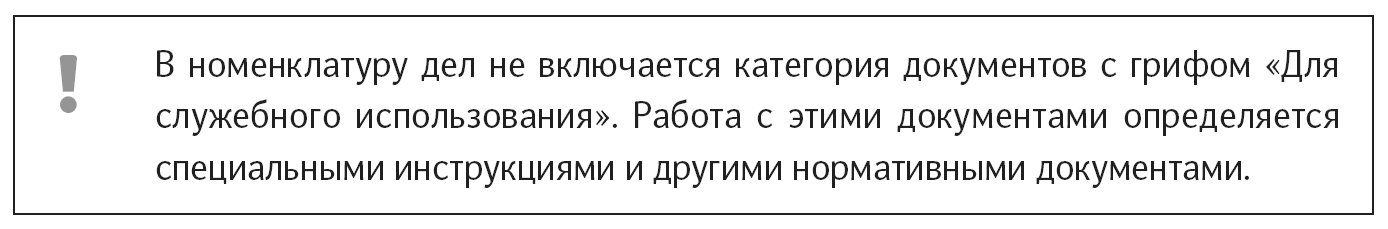 ! В номенклатуру дел не включается категория документов с грифом «Для
служебного использования». Работа с этими документами определяется
специальными инструкциями и другими нормативными документами.